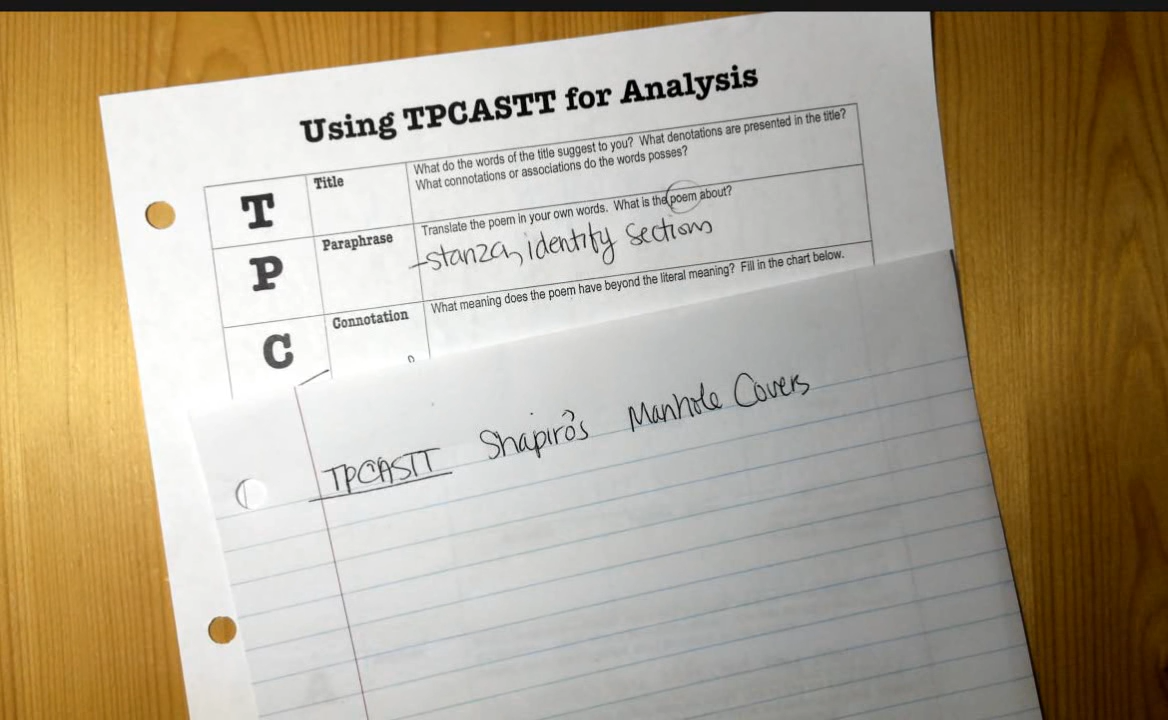 Using TPCASTT for Analysis
T
Title
What do the words of the title suggest to you? What denotations are presented in the title?
What connotations or associations do the words posses?
P
Paraphrase
Translate the poem in your own words. What is the poem about?
-stanza, identify sections
C
Connotation
What meaning does the poem have beyond the literal meaning? Fill in the chart below.
TPCASTT Shapiro's Manhole Covers